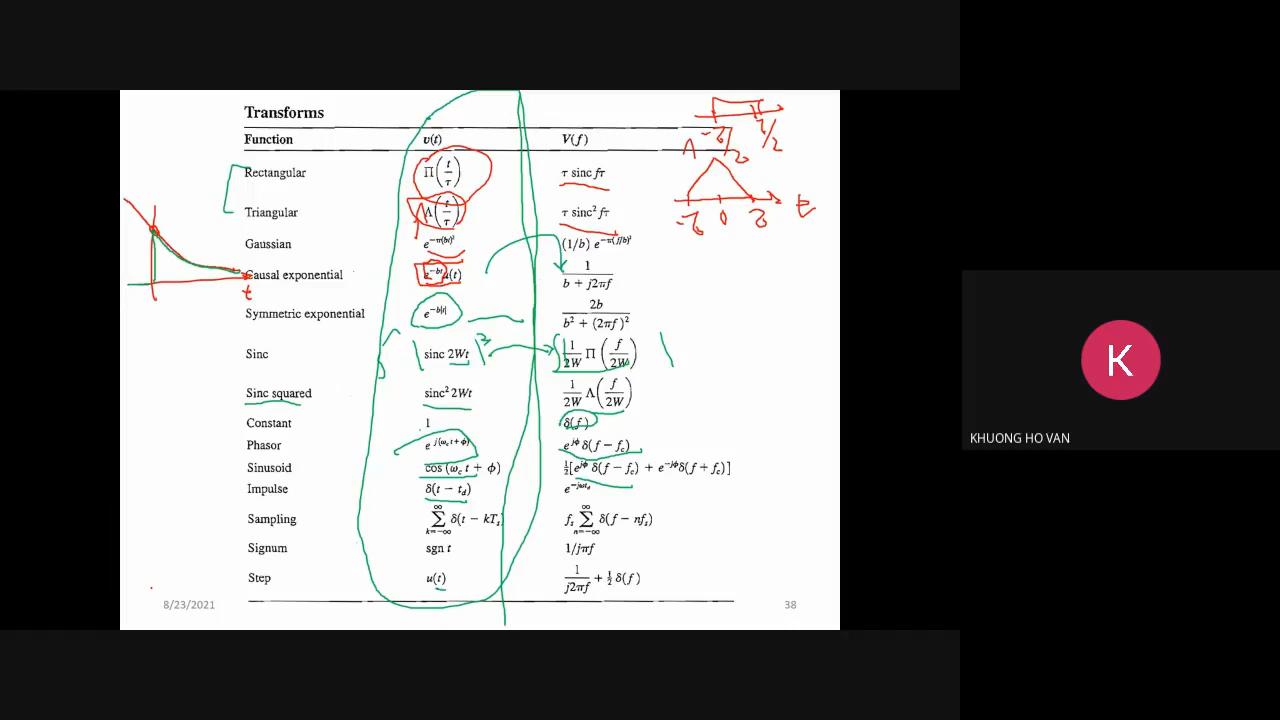 Transforms
Function v(t) V(f)
Rectangular Π(t/τ) τ sinc fτ
Triangular Λ(t/τ) τ sinc² fτ
Gaussian e^{−π(bt)²} (1/b) e^{−π(f/b)²}
Causal exponential e^{−bt}u(t) 1/(b + j2πf)
Symmetric exponential e^{−b|t|} 2b/(b² + (2πf)²)
Sinc sinc 2Wt 1/2W Π(f/2W)
Sinc squared sinc² 2Wt 1/2W Λ(f/2W)
Constant 1 δ(f)
Phasor e^{j(ω_c t+ϕ)} e^{jϕ} δ(f − f_c)
Sinusoid cos (ω_c t + ϕ) ½[e^{jϕ} δ(f − f_c) + e^{−jϕ}δ(f + f_c)]
Impulse δ(t − t_d) e^{−jωt_d}
Sampling ∑_{k=−∞}^{∞} δ(t − kT_s) f_s ∑_{n=−∞}^{∞} δ(f − nf_s)
Signum sgn t 1/jπf
Step u(t) 1/j2πf + ½ δ(f)
8/23/2021 38
−τ/2 τ/2
−τ 0 τ t
t
K
KHUONG HO VAN